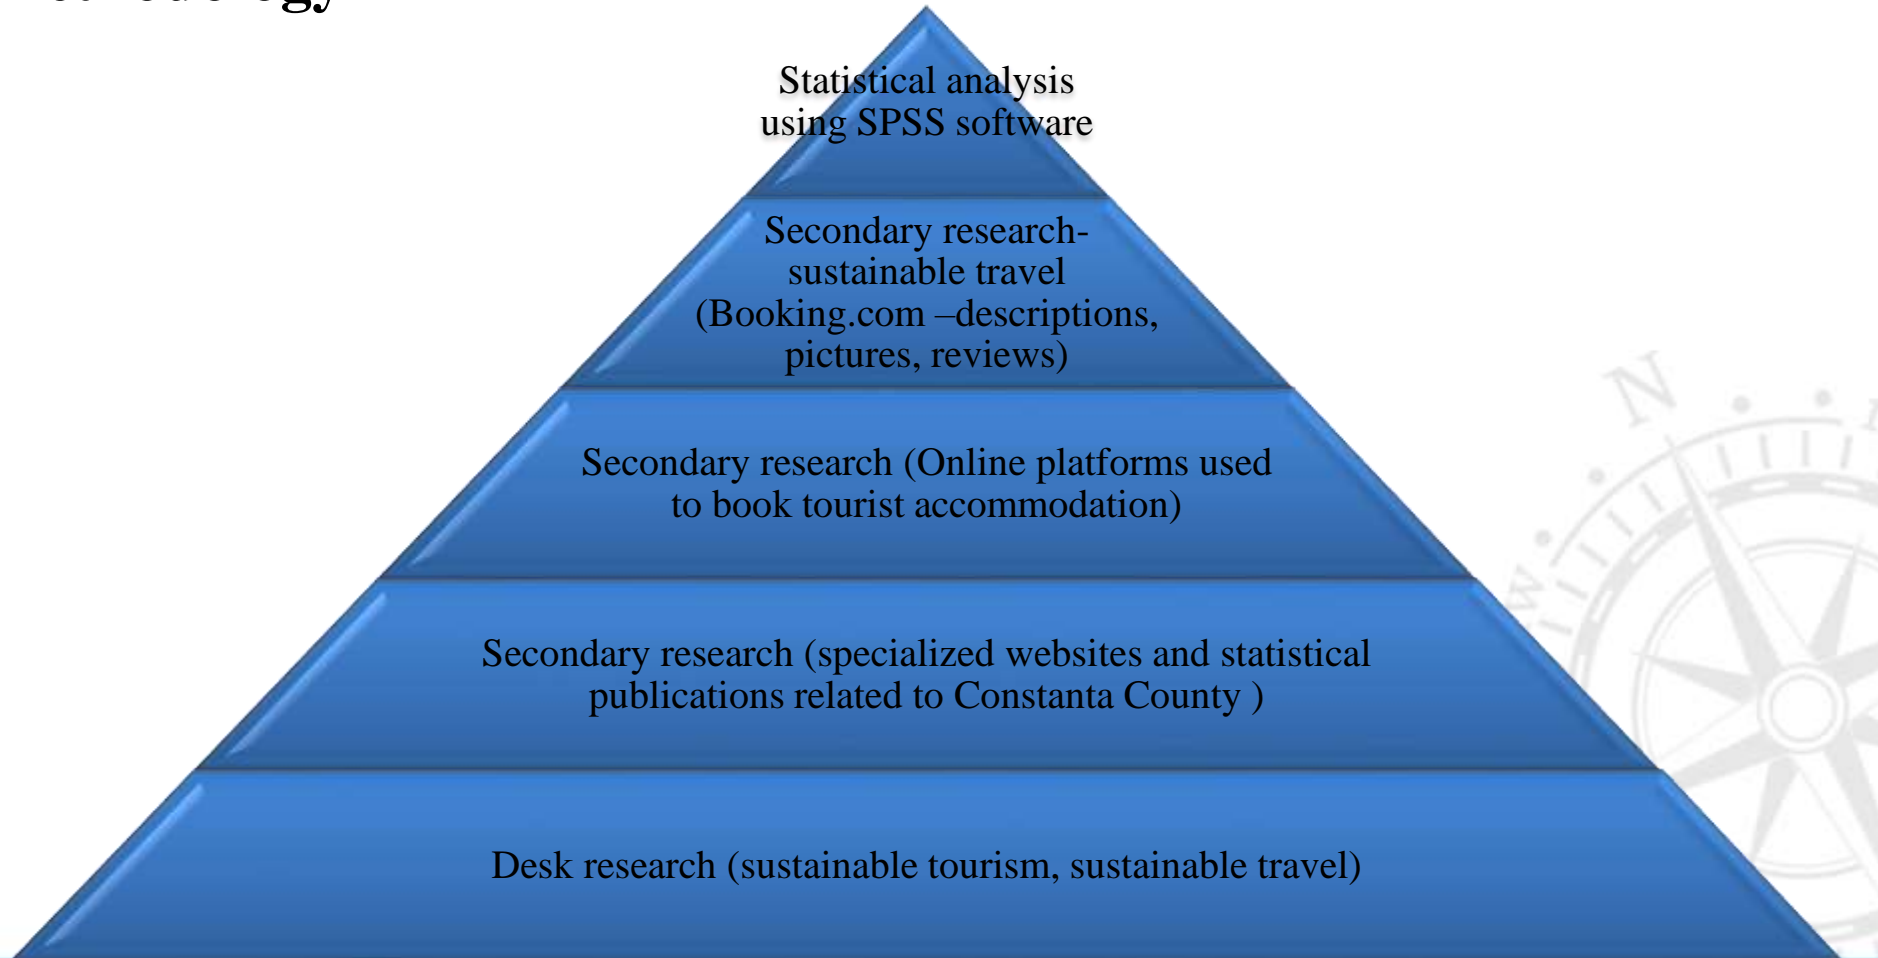 Statistical analysis
using SPSS software
Secondary research-
sustainable travel
(Booking.com –descriptions,
pictures, reviews)
Secondary research (Online platforms used
to book tourist accommodation)
Secondary research (specialized websites and statistical
publications related to Constanta County )
Desk research (sustainable tourism, sustainable travel)
N
W